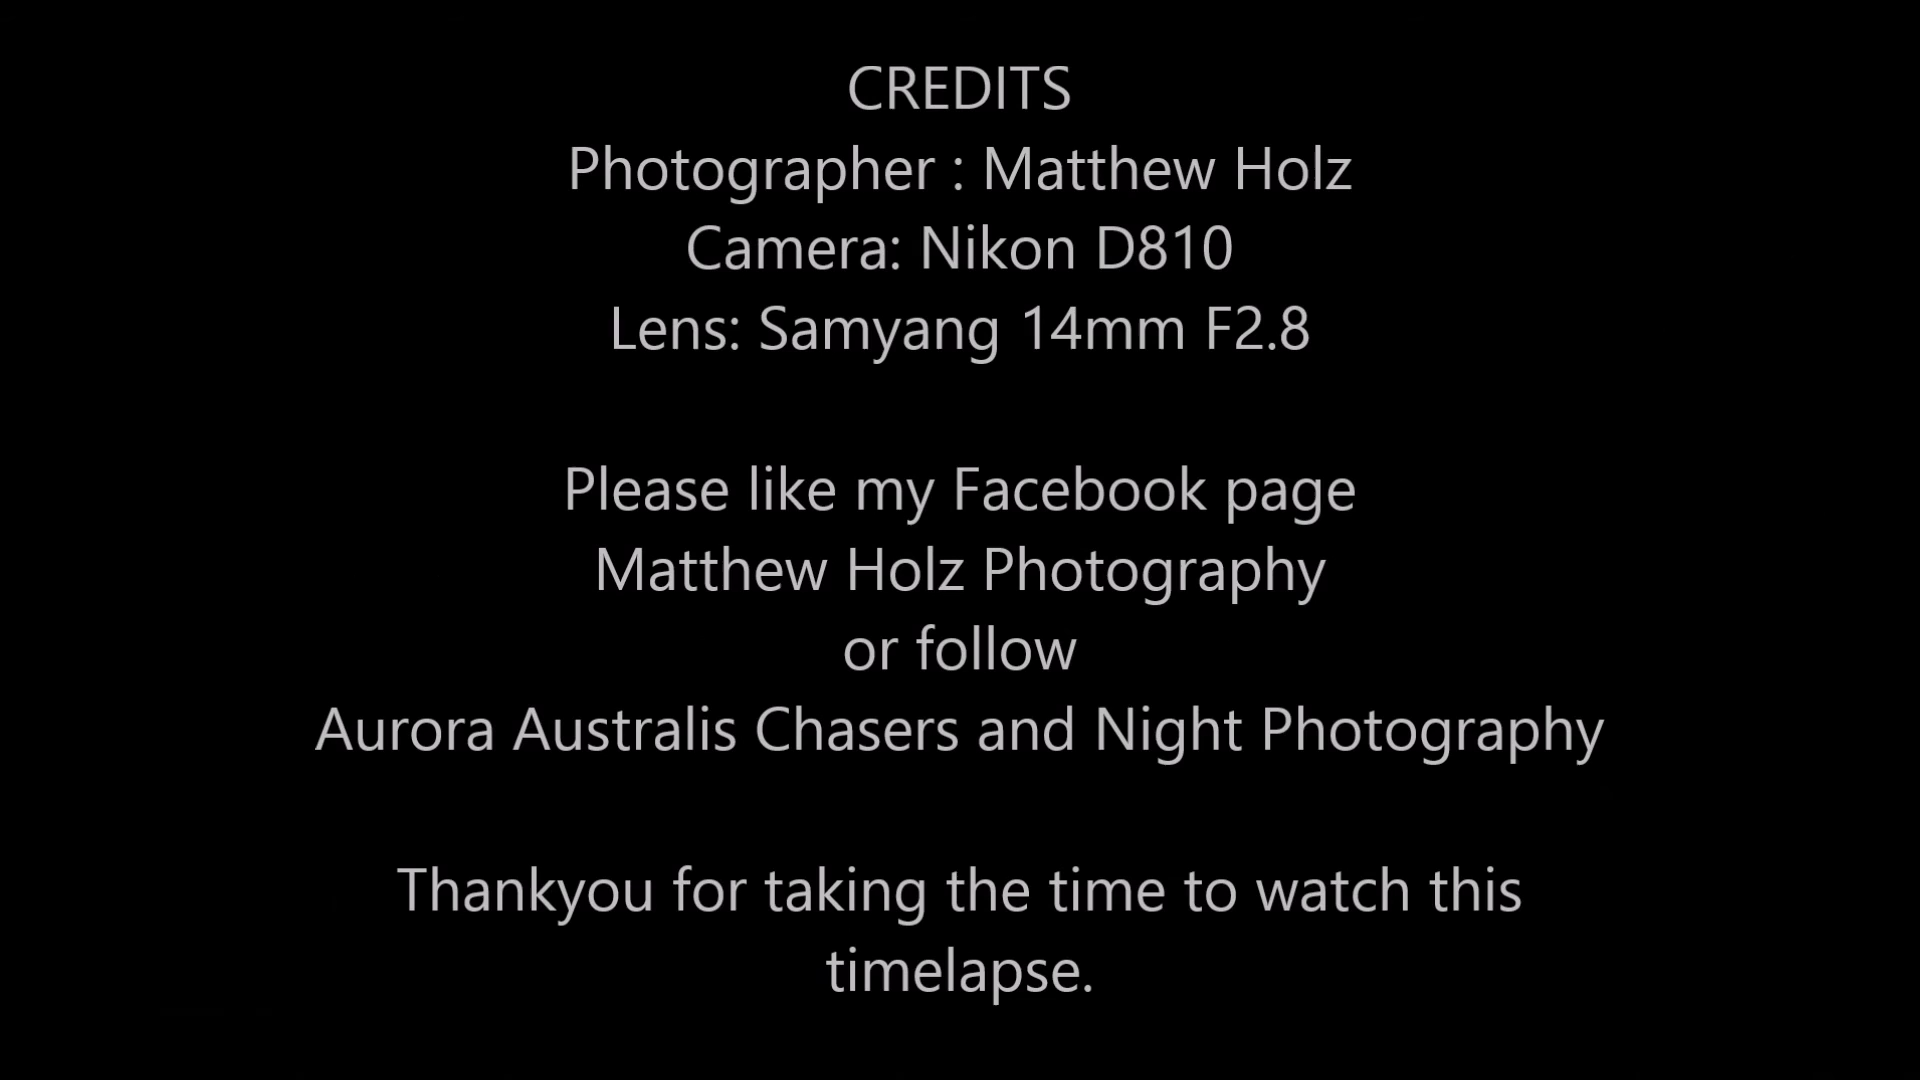 CREDITS
Photographer : Matthew Holz
Camera: Nikon D810
Lens: Samyang 14mm F2.8
Please like my Facebook page
Matthew Holz Photography
or follow
Aurora Australis Chasers and Night Photography
Thankyou for taking the time to watch this
timelapse.